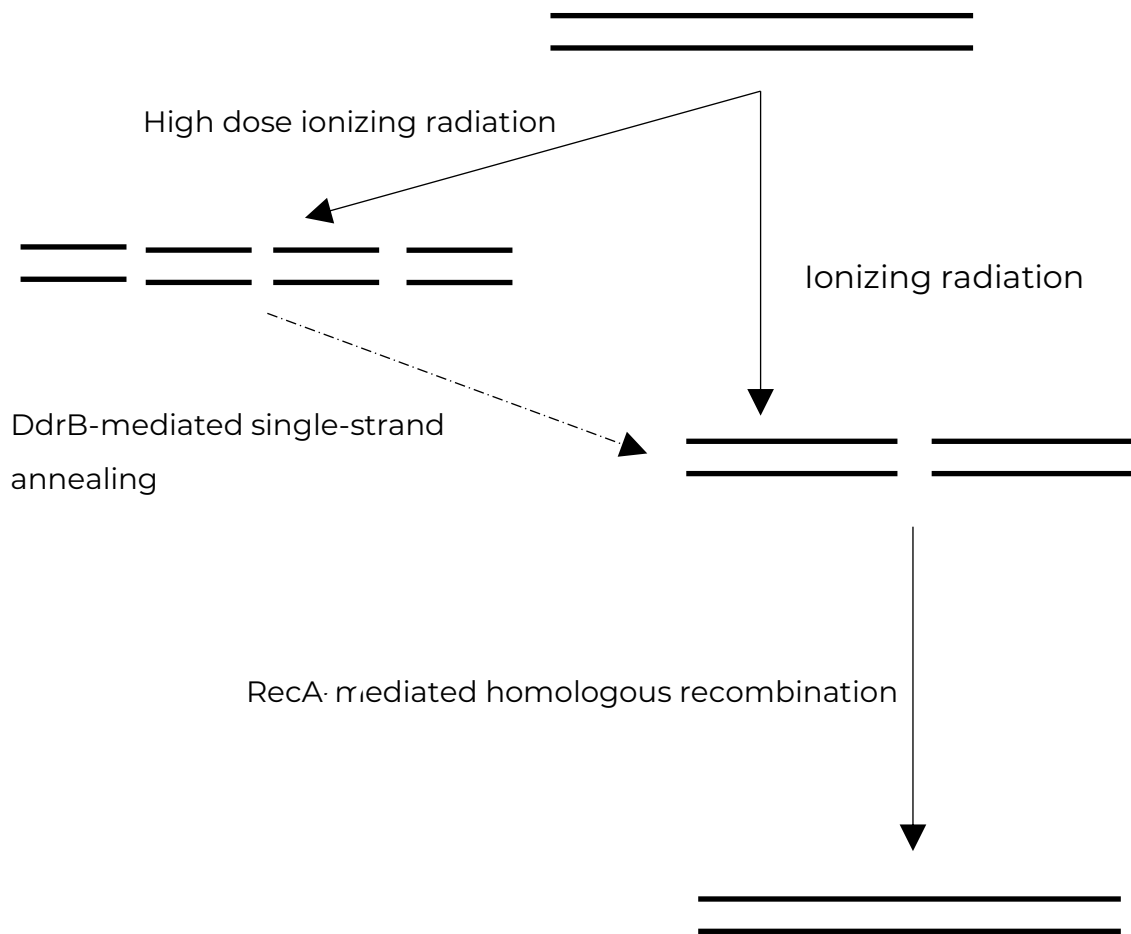 High dose ionizing radiation
Ionizing radiation
DdrB-mediated single-strand
annealing
RecA-mediated homologous recombination